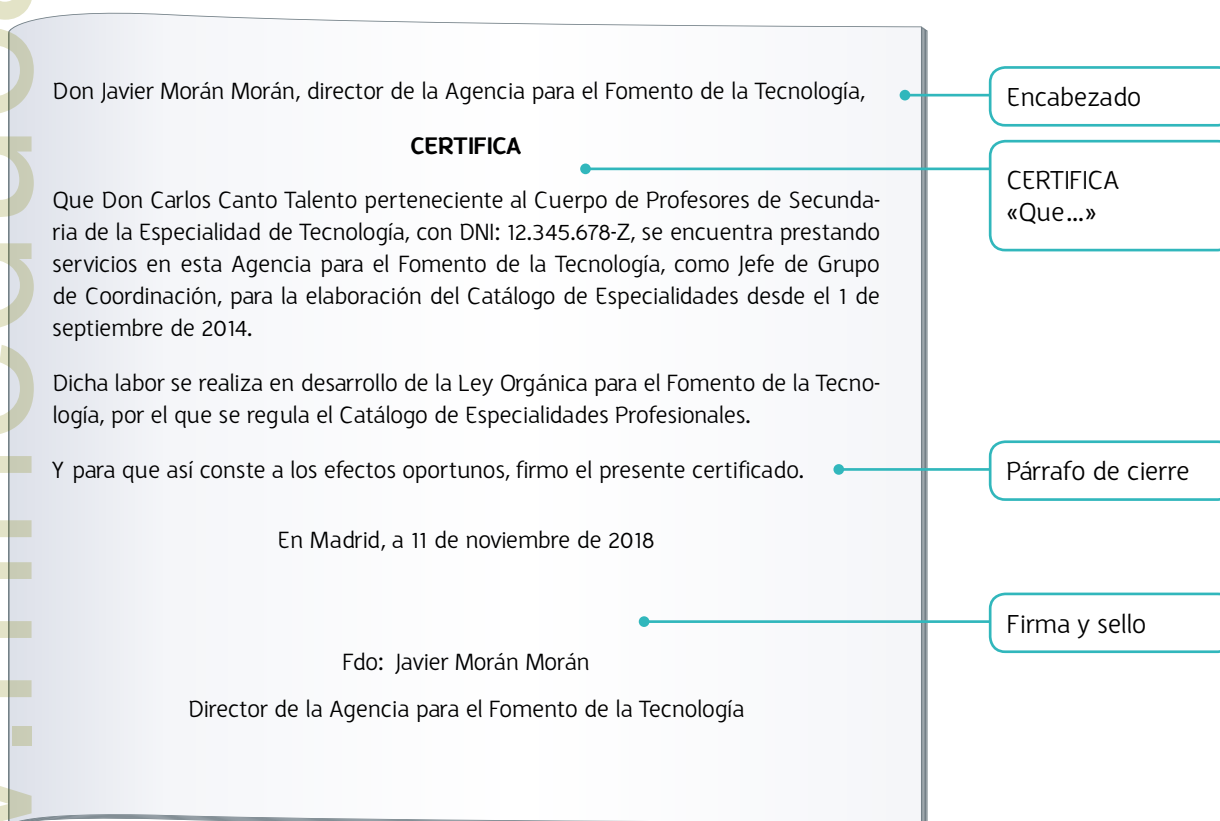 Don Javier Morán Morán, director de la Agencia para el Fomento de la Tecnología,
Encabezado
CERTIFICA
CERTIFICA
«Que...»
Que Don Carlos Canto Talento perteneciente al Cuerpo de Profesores de Secunda-
ria de la Especialidad de Tecnología, con DNI: 12.345.678-Z, se encuentra prestando
servicios en esta Agencia para el Fomento de la Tecnología, como Jefe de Grupo
de Coordinación, para la elaboración del Catálogo de Especialidades desde el 1 de
septiembre de 2014.
Dicha labor se realiza en desarrollo de la Ley Orgánica para el Fomento de la Tecno-
logía, por el que se regula el Catálogo de Especialidades Profesionales.
Y para que así conste a los efectos oportunos, firmo el presente certificado.
Párrafo de cierre
En Madrid, a 11 de noviembre de 2018
Firma y sello
Fdo: Javier Morán Morán
Director de la Agencia para el Fomento de la Tecnología